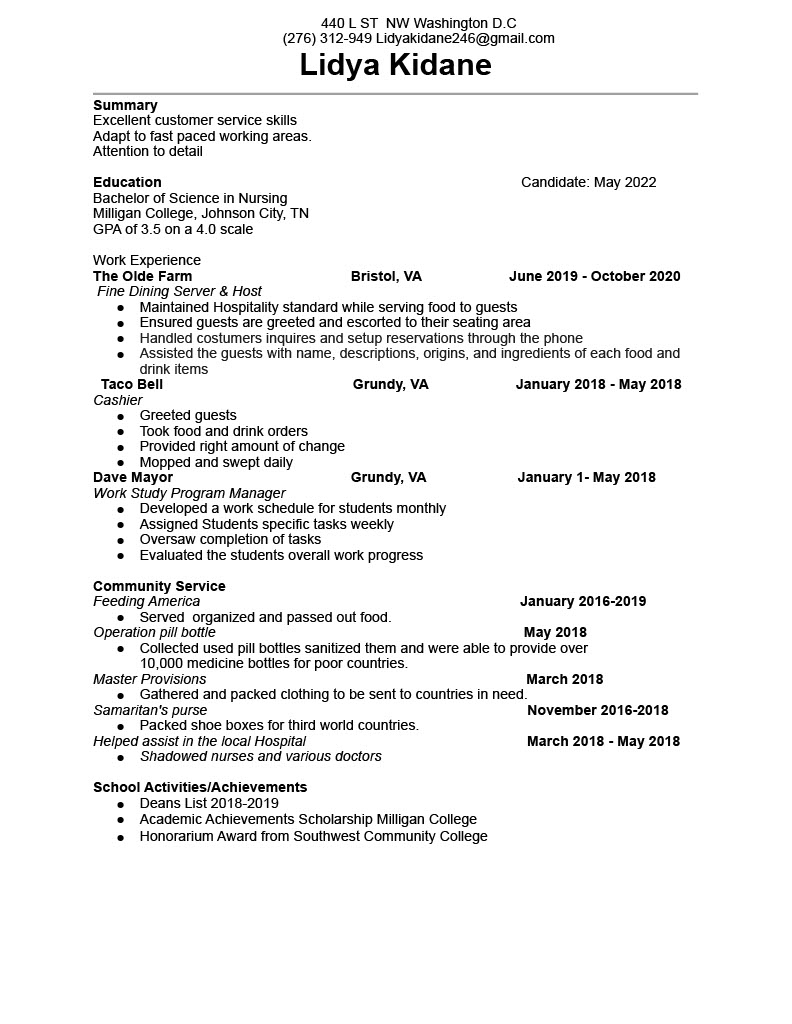 440 L ST  NW Washington D.C
(276) 312-949 Lidyakidane246@gmail.com
Lidya Kidane
Summary
Excellent customer service skills
Adapt to fast paced working areas.
Attention to detail
Education Candidate: May 2022
Bachelor of Science in Nursing
Milligan College, Johnson City, TN
GPA of 3.5 on a 4.0 scale
Work Experience
The Olde Farm Bristol, VA June 2019 - October 2020
Fine Dining Server & Host
● Maintained Hospitality standard while serving food to guests
● Ensured guests are greeted and escorted to their seating area
● Handled costumers inquires and setup reservations through the phone
● Assisted the guests with name, descriptions, origins, and ingredients of each food and
drink items
Taco Bell Grundy, VA January 2018 - May 2018
Cashier
● Greeted guests
● Took food and drink orders
● Provided right amount of change
● Mopped and swept daily
Dave Mayor Grundy, VA January 1- May 2018
Work Study Program Manager
● Developed a work schedule for students monthly
● Assigned Students specific tasks weekly
● Oversaw completion of tasks
● Evaluated the students overall work progress
Community Service
Feeding America January 2016-2019
● Served  organized and passed out food.
Operation pill bottle May 2018
● Collected used pill bottles sanitized them and were able to provide over
10,000 medicine bottles for poor countries.
Master Provisions March 2018
● Gathered and packed clothing to be sent to countries in need.
Samaritan's purse November 2016-2018
● Packed shoe boxes for third world countries.
Helped assist in the local Hospital March 2018 - May 2018
● Shadowed nurses and various doctors
School Activities/Achievements
● Deans List 2018-2019
● Academic Achievements Scholarship Milligan College
● Honorarium Award from Southwest Community College